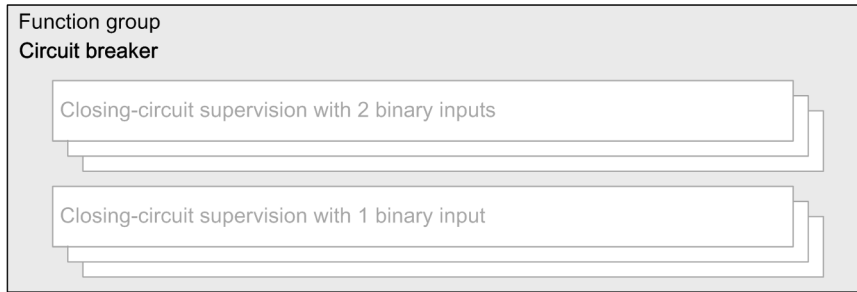 Function group
Circuit breaker
Closing-circuit supervision with 2 binary inputs
Closing-circuit supervision with 1 binary input